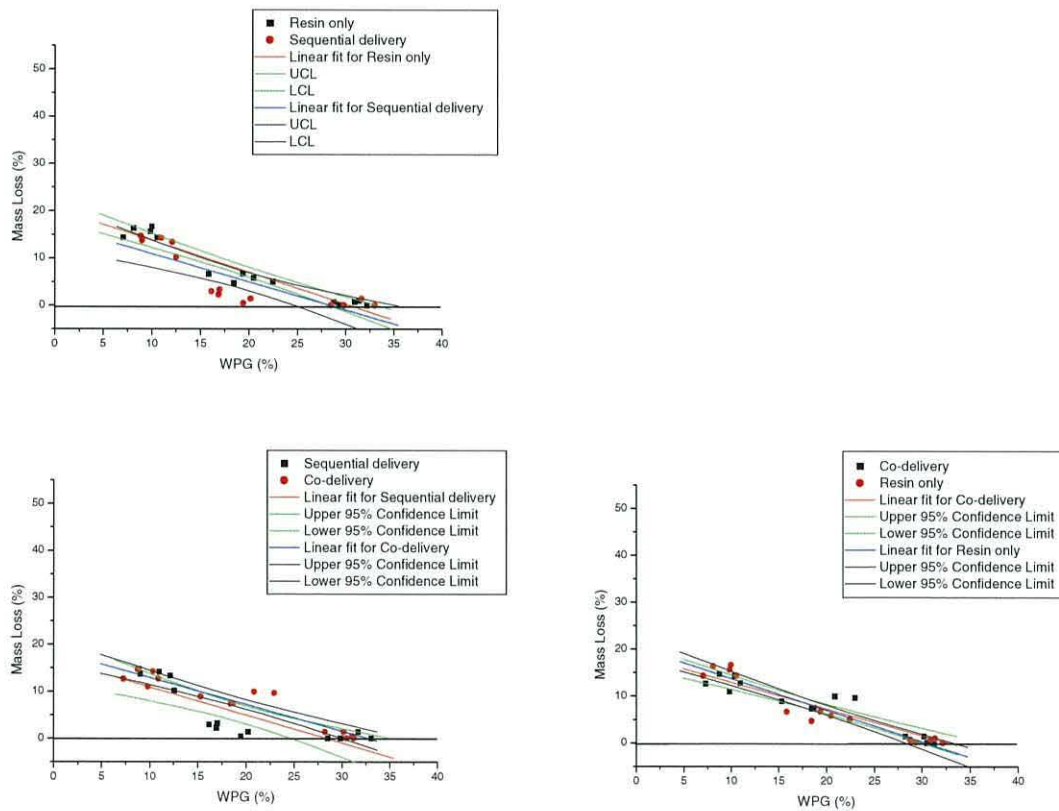 Resin only
Sequential delivery
Linear fit for Resin only
UCL
LCL
Linear fit for Sequential delivery
UCL
LCL
50
40
30
20
10
0
Mass Loss (%)
0 5 10 15 20 25 30 35 40
WPG (%)
Sequential delivery
Co-delivery
Linear fit for Sequential delivery
Upper 95% Confidence Limit
Lower 95% Confidence Limit
Linear fit for Co-delivery
Upper 95% Confidence Limit
Lower 95% Confidence Limit
50
40
30
20
10
0
Mass Loss (%)
0 5 10 15 20 25 30 35 40
WPG (%)
Co-delivery
Resin only
Linear fit for Co-delivery
Upper 95% Confidence Limit
Lower 95% Confidence Limit
Linear fit for Resin only
Upper 95% Confidence Limit
Lower 95% Confidence Limit
50
40
30
20
10
0
Mass Loss (%)
0 5 10 15 20 25 30 35 40
WPG (%)